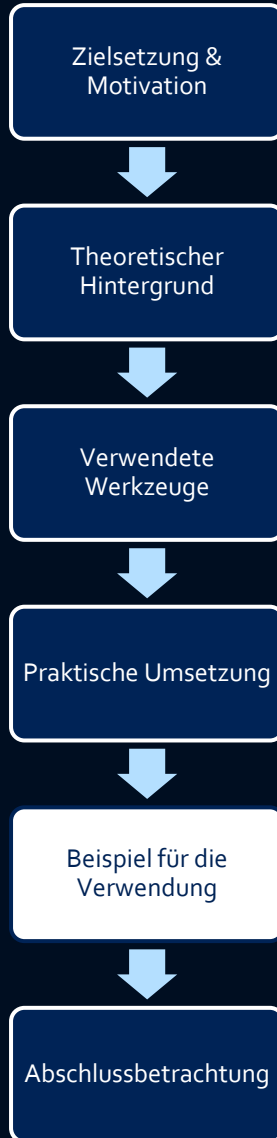 Zielsetzung &
Motivation
Theoretischer
Hintergrund
Verwendete
Werkzeuge
Praktische Umsetzung
Beispiel für die
Verwendung
Abschlussbetrachtung